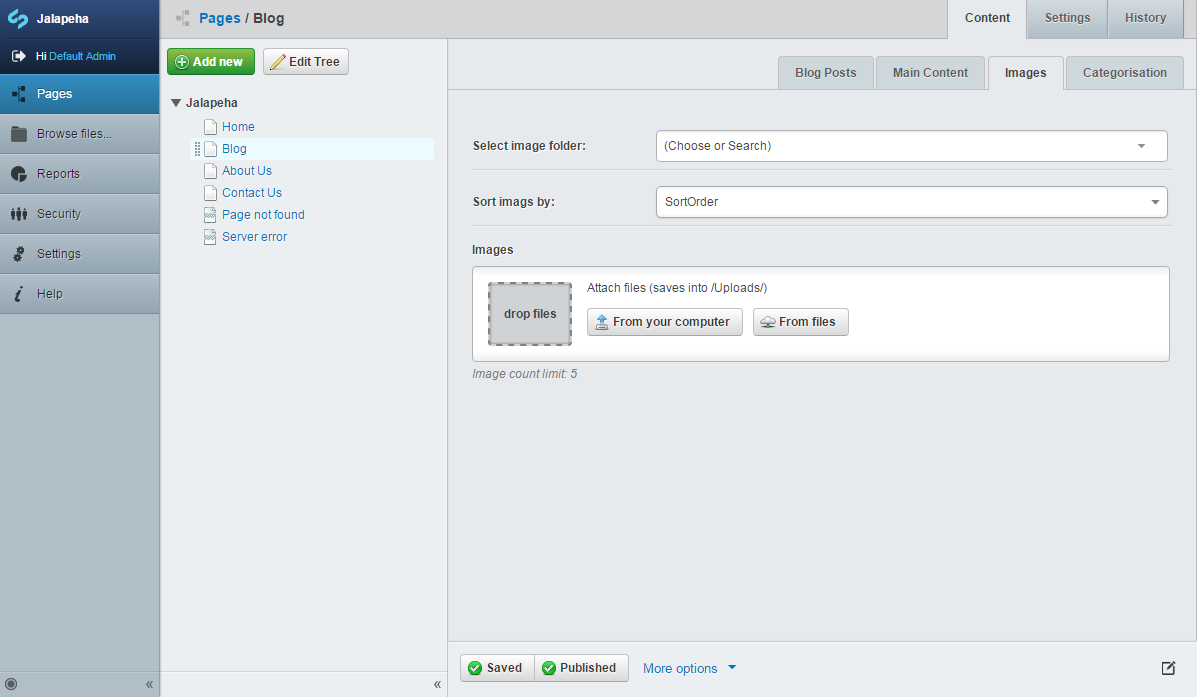 Jalapeha
Hi Default Admin
Pages
Browse files...
Reports
Security
Settings
Help
«
Pages / Blog
Add new
Edit Tree
Jalapeha
Home
Blog
About Us
Contact Us
Page not found
Server error
«
Content Settings History
Blog Posts Main Content Images Categorisation
Select image folder: (Choose or Search)
Sort imags by: SortOrder
Images
drop files
Attach files (saves into /Uploads/)
From your computer From files
Image count limit: 5
Saved Published More options